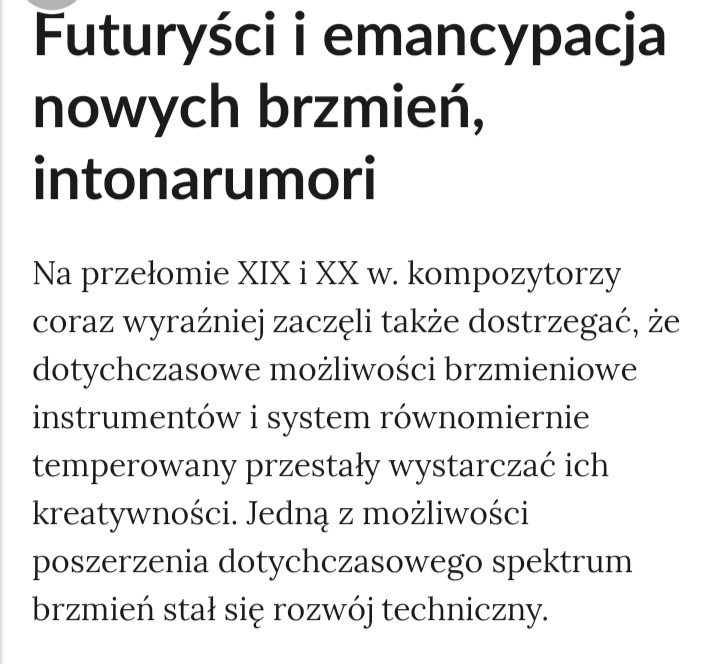 Futuryści i emancypacja
nowych brzmień,
intonarumori
Na przełomie XIX i XX w. kompozytorzy
coraz wyraźniej zaczęli także dostrzegać, że
dotychczasowe możliwości brzmieniowe
instrumentów i system równomiernie
temperowany przestały wystarczać ich
kreatywności. Jedną z możliwości
poszerzenia dotychczasowego spektrum
brzmień stał się rozwój techniczny.